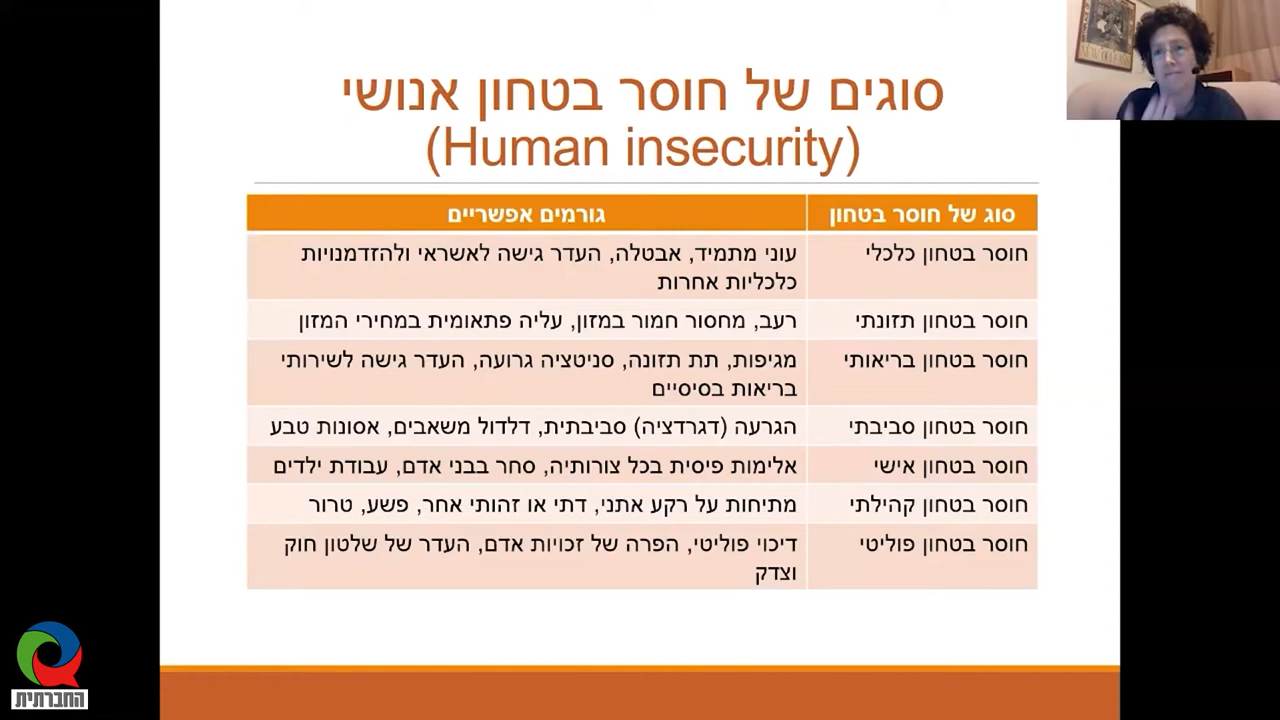 סוגים של חוסר בטחון אנושי
(Human insecurity)
סוג של חוסר בטחון
גורמים אפשריים
חוסר בטחון כלכלי
עוני מתמיד, אבטלה, העדר גישה לאשראי ולהזדמנויות
כלכליות אחרות
חוסר בטחון תזונתי
רעב, מחסור חמור במזון, עליה פתאומית במחירי המזון
חוסר בטחון בריאותי
מגיפות, תת תזונה, סניטציה גרועה, העדר גישה לשירותי
בריאות בסיסיים
חוסר בטחון סביבתי
הגרעה (דגרדציה) סביבתית, דלדול משאבים, אסונות טבע
חוסר בטחון אישי
אלימות פיסית בכל צורותיה, סחר בבני אדם, עבודת ילדים
חוסר בטחון קהילתי
מתיחות על רקע אתני, דתי או זהותי אחר, פשע, טרור
חוסר בטחון פוליטי
דיכוי פוליטי, הפרה של זכויות אדם, העדר של שלטון חוק
וצדק
החברתית